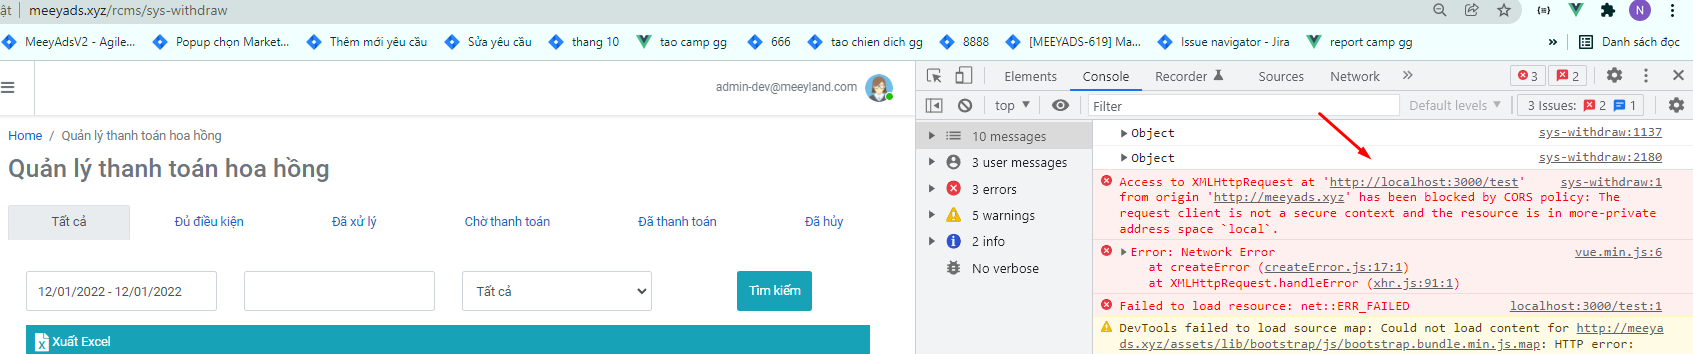 ật meeyads.xyz/rcms/sys-withdraw N
MeeyAdsV2 - Agile... Popup chọn Market... Thêm mới yêu cầu Sửa yêu cầu thang 10 tao camp gg 666 tao chien dich gg 8888 [MEEYADS-619] Ma... Issue navigator - Jira report camp gg » Danh sách đọc
admin-dev@meeyland.com
Home / Quản lý thanh toán hoa hồng
Quản lý thanh toán hoa hồng
Tất cả Đủ điều kiện Đã xử lý Chờ thanh toán Đã thanh toán Đã hủy
12/01/2022 - 12/01/2022 Tất cả Tìm kiếm
Xuất Excel
Elements Console Recorder Sources Network » 3 2
top Filter Default levels 3 Issues: 2 1
10 messages
3 user messages
3 errors
5 warnings
2 info
No verbose
Object sys-withdraw:1137
Object sys-withdraw:2180
Access to XMLHttpRequest at 'http://localhost:3000/test' sys-withdraw:1
from origin 'http://meeyads.xyz' has been blocked by CORS policy: The
request client is not a secure context and the resource is in more-private
address space `local`.
Error: Network Error vue.min.js:6
at createError (createError.js:17:1)
at XMLHttpRequest.handleError (xhr.js:91:1)
Failed to load resource: net::ERR_FAILED localhost:3000/test:1
DevTools failed to load source map: Could not load content for http://meeya
ds.xyz/assets/lib/bootstrap/js/bootstrap.bundle.min.js.map: HTTP error: